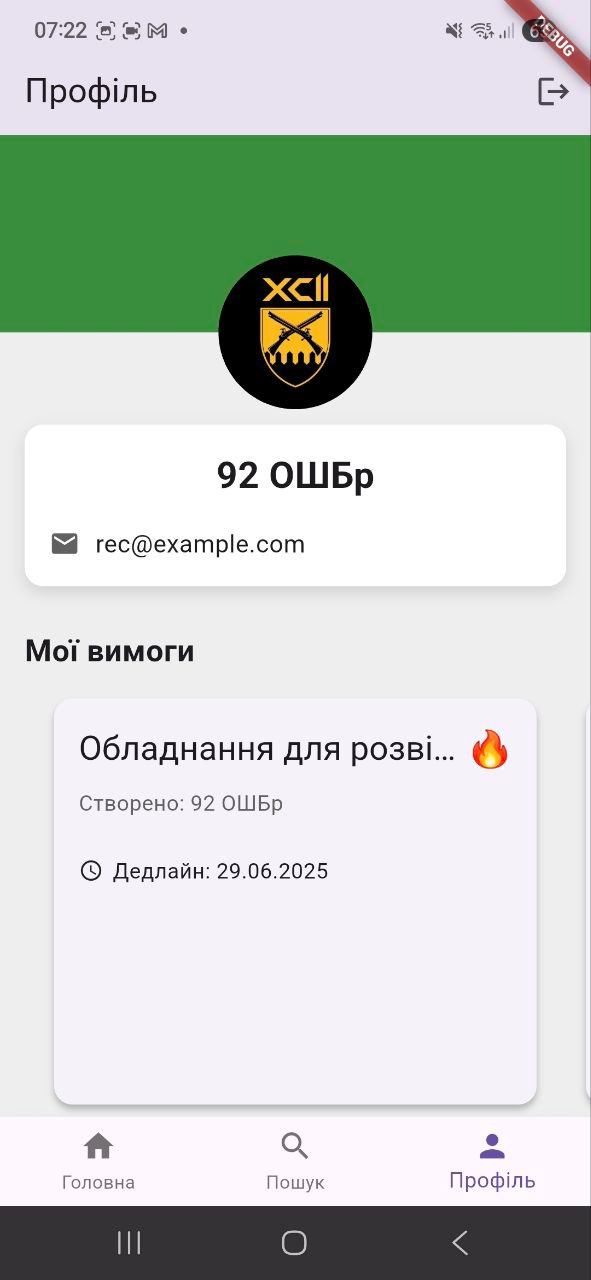 07:22
DEBUG
Профіль
XCII
92 ОШБр
rec@example.com
Мої вимоги
Обладнання для розві...
Створено: 92 ОШБр
Дедлайн: 29.06.2025
Головна
Пошук
Профіль